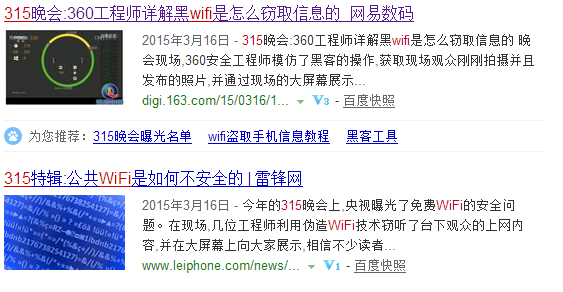 315晚会:360工程师详解黑wifi是怎么窃取信息的_网易数码
2015年3月16日 - 315晚会:360工程师详解黑wifi是怎么窃取信息的 晚
会现场,360安全工程师模仿了黑客的操作,获取现场观众刚刚拍摄并且
发布的照片,并通过现场的大屏幕展示...
digi.163.com/15/0316/1... V3 - 百度快照
为您推荐: 315晚会曝光名单 wifi盗取手机信息教程 黑客工具
315特辑:公共WiFi是如何不安全的 | 雷锋网
2015年3月16日 - 今年的315晚会上,央视曝光了免费WiFi的安全问
题。在现场,几位工程师利用伪造WiFi技术窃听了台下观众的上网内
容,并在大屏幕上向大家展示,相信不少读者...
www.leiphone.com/news/... V1 - 百度快照